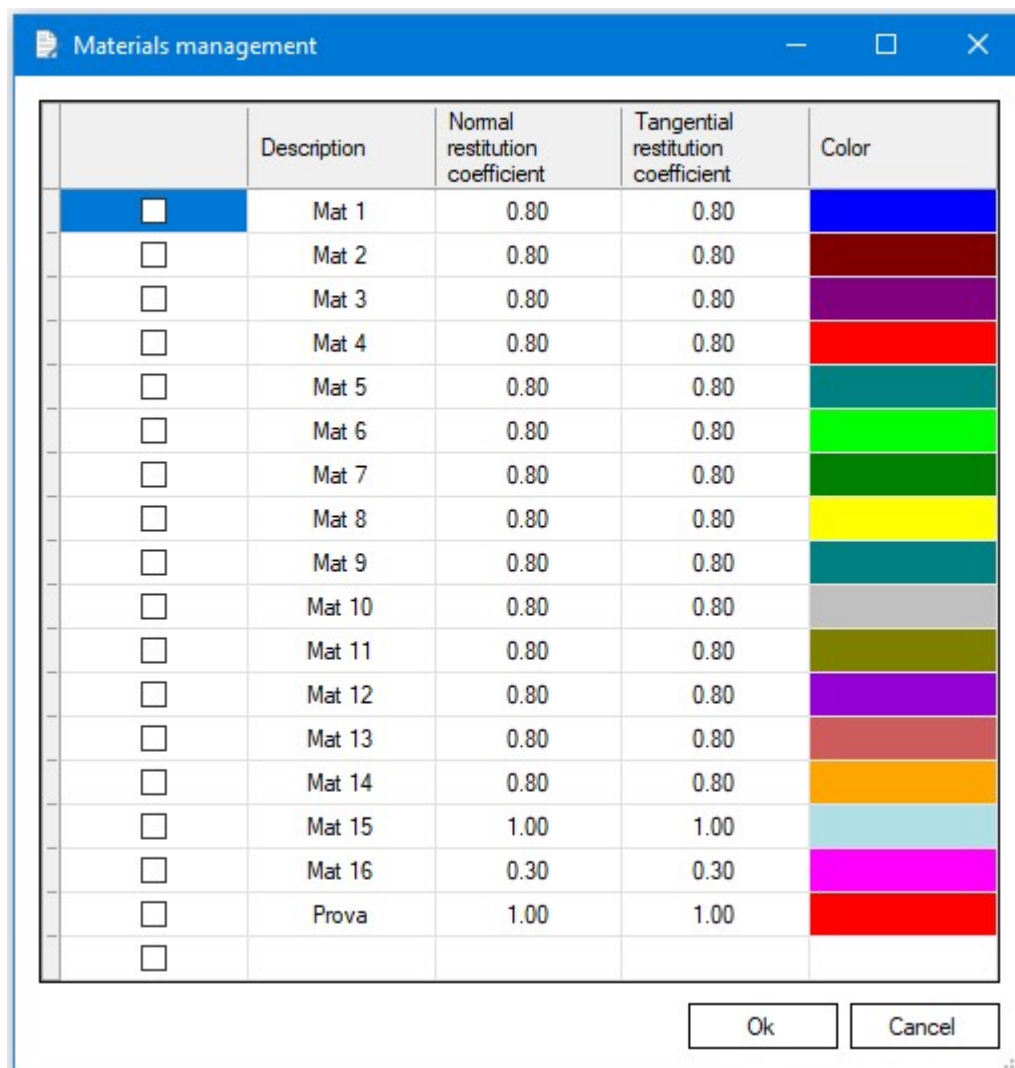 Materials management
Description Normal restitution coefficient Tangential restitution coefficient Color
Mat 1 0.80 0.80
Mat 2 0.80 0.80
Mat 3 0.80 0.80
Mat 4 0.80 0.80
Mat 5 0.80 0.80
Mat 6 0.80 0.80
Mat 7 0.80 0.80
Mat 8 0.80 0.80
Mat 9 0.80 0.80
Mat 10 0.80 0.80
Mat 11 0.80 0.80
Mat 12 0.80 0.80
Mat 13 0.80 0.80
Mat 14 0.80 0.80
Mat 15 1.00 1.00
Mat 16 0.30 0.30
Prova 1.00 1.00
Ok Cancel